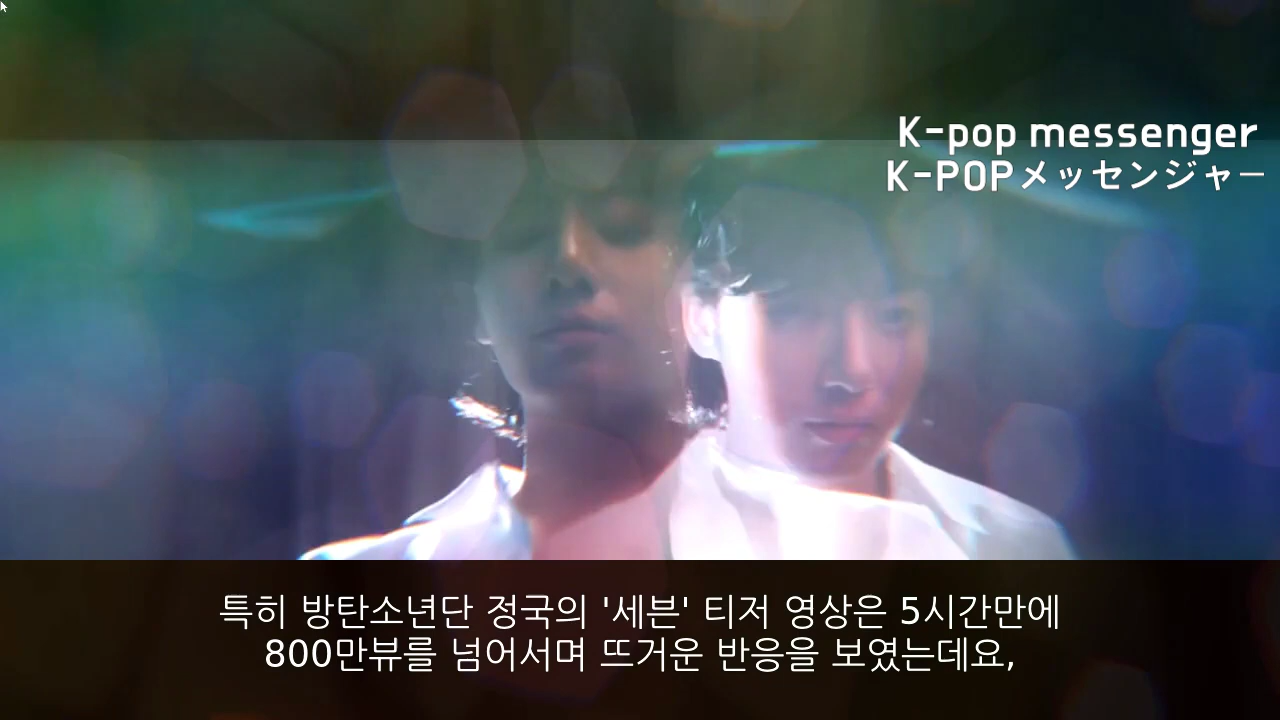 K-pop messenger
K-POPメッセンジャー
특히 방탄소년단 정국의 '세븐' 티저 영상은 5시간만에
800만뷰를 넘어서며 뜨거운 반응을 보였는데요,